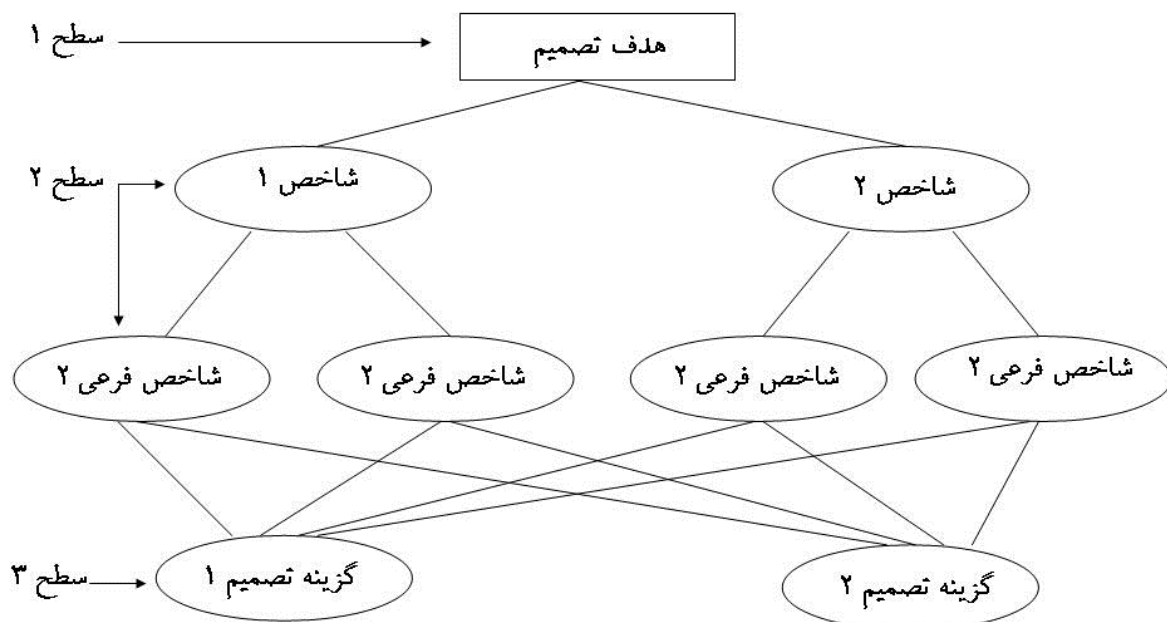 هدف تصمیم
سطح ۱
شاخص ۲
شاخص ۱
سطح ۲
شاخص فرعی ۲
شاخص فرعی ۲
شاخص فرعی ۲
شاخص فرعی ۲
گزینه تصمیم ۲
گزینه تصمیم ۱
سطح ۳